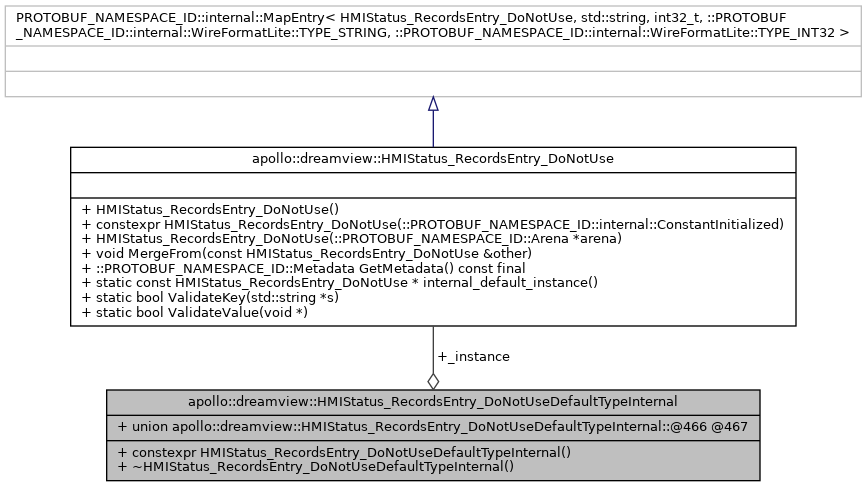 PROTOBUF_NAMESPACE_ID::internal::MapEntry< HMIStatus_RecordsEntry_DoNotUse, std::string, int32_t, ::PROTOBUF
_NAMESPACE_ID::internal::WireFormatLite::TYPE_STRING, ::PROTOBUF_NAMESPACE_ID::internal::WireFormatLite::TYPE_INT32 >
apollo::dreamview::HMIStatus_RecordsEntry_DoNotUse
+ HMIStatus_RecordsEntry_DoNotUse()
+ constexpr HMIStatus_RecordsEntry_DoNotUse(::PROTOBUF_NAMESPACE_ID::internal::ConstantInitialized)
+ HMIStatus_RecordsEntry_DoNotUse(::PROTOBUF_NAMESPACE_ID::Arena *arena)
+ void MergeFrom(const HMIStatus_RecordsEntry_DoNotUse &other)
+ ::PROTOBUF_NAMESPACE_ID::Metadata GetMetadata() const final
+ static const HMIStatus_RecordsEntry_DoNotUse * internal_default_instance()
+ static bool ValidateKey(std::string *s)
+ static bool ValidateValue(void *)
+_instance
apollo::dreamview::HMIStatus_RecordsEntry_DoNotUseDefaultTypeInternal
+ union apollo::dreamview::HMIStatus_RecordsEntry_DoNotUseDefaultTypeInternal::@466 @467
+ constexpr HMIStatus_RecordsEntry_DoNotUseDefaultTypeInternal()
+ ~HMIStatus_RecordsEntry_DoNotUseDefaultTypeInternal()